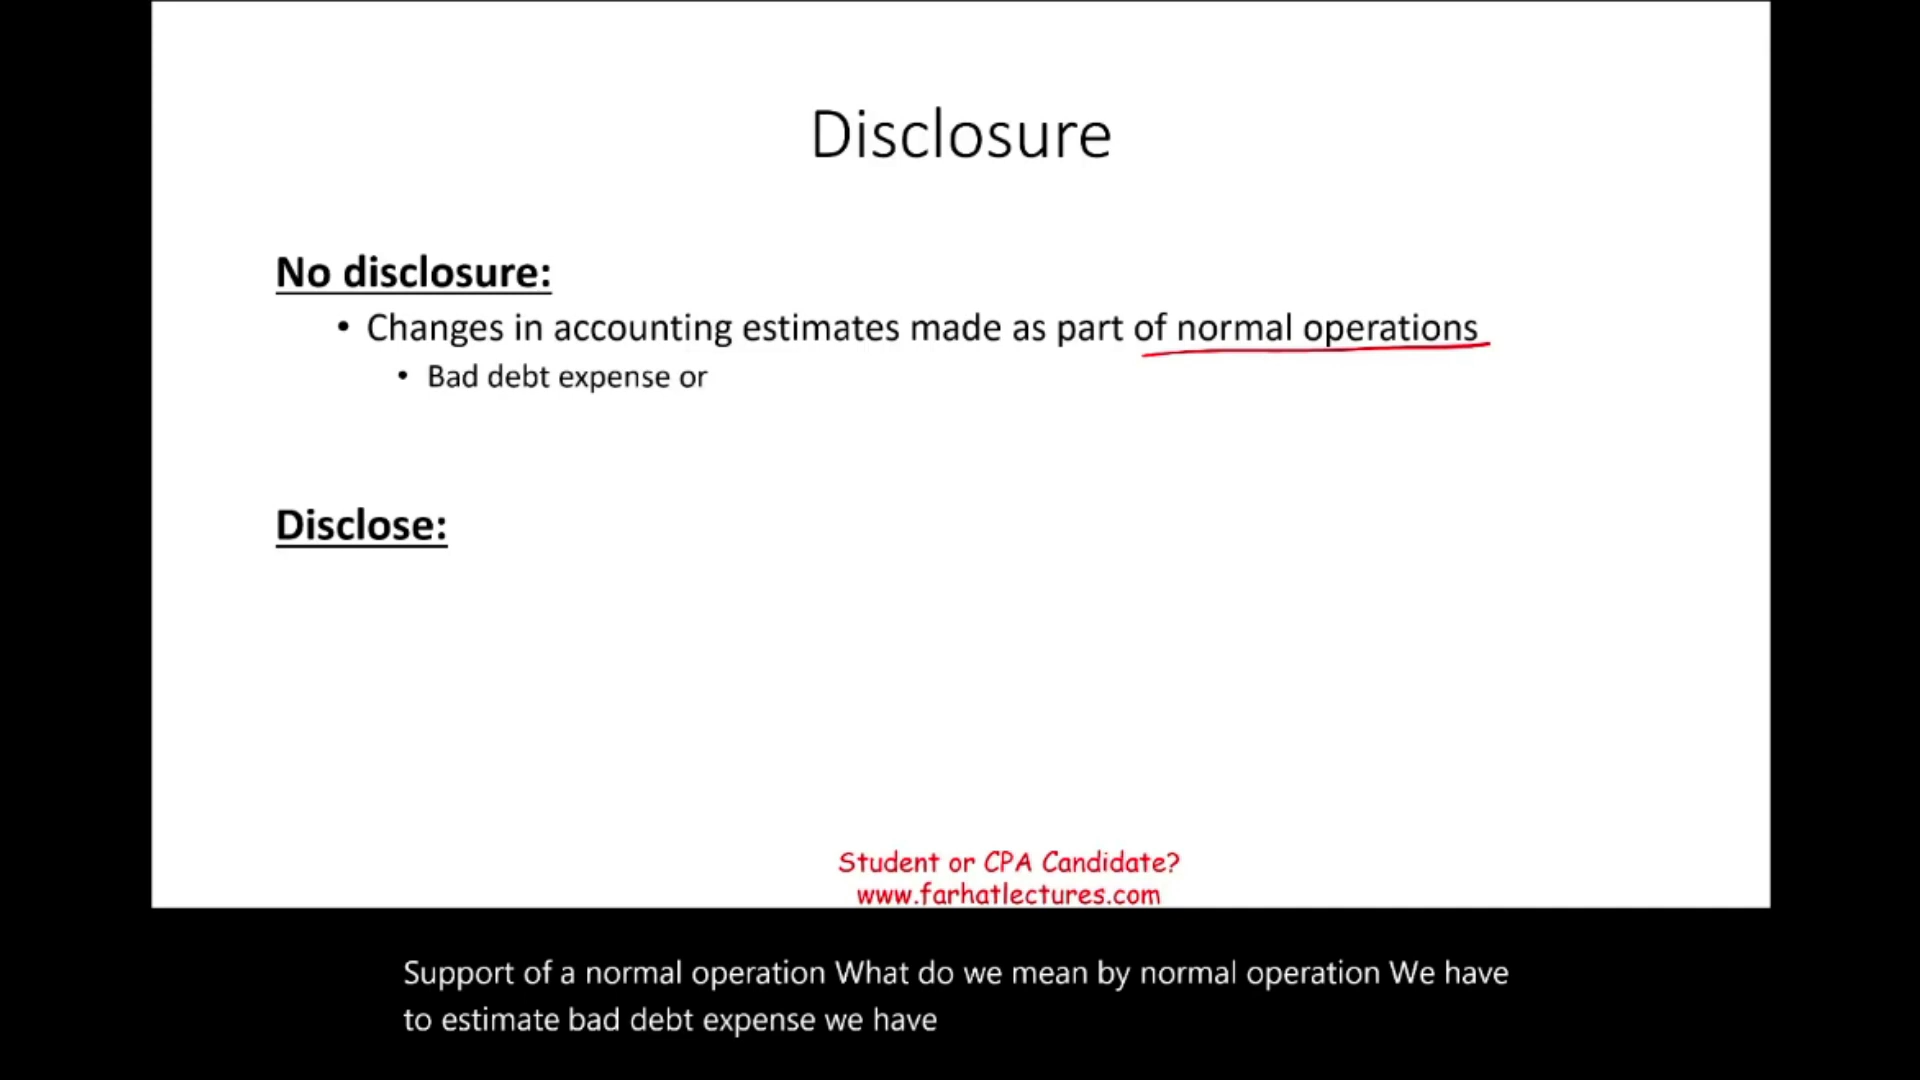 Disclosure
No disclosure:
• Changes in accounting estimates made as part of normal operations
• Bad debt expense or
Disclose:
Student or CPA Candidate?
www.farhatlectures.com
Support of a normal operation What do we mean by normal operation We have
to estimate bad debt expense we have